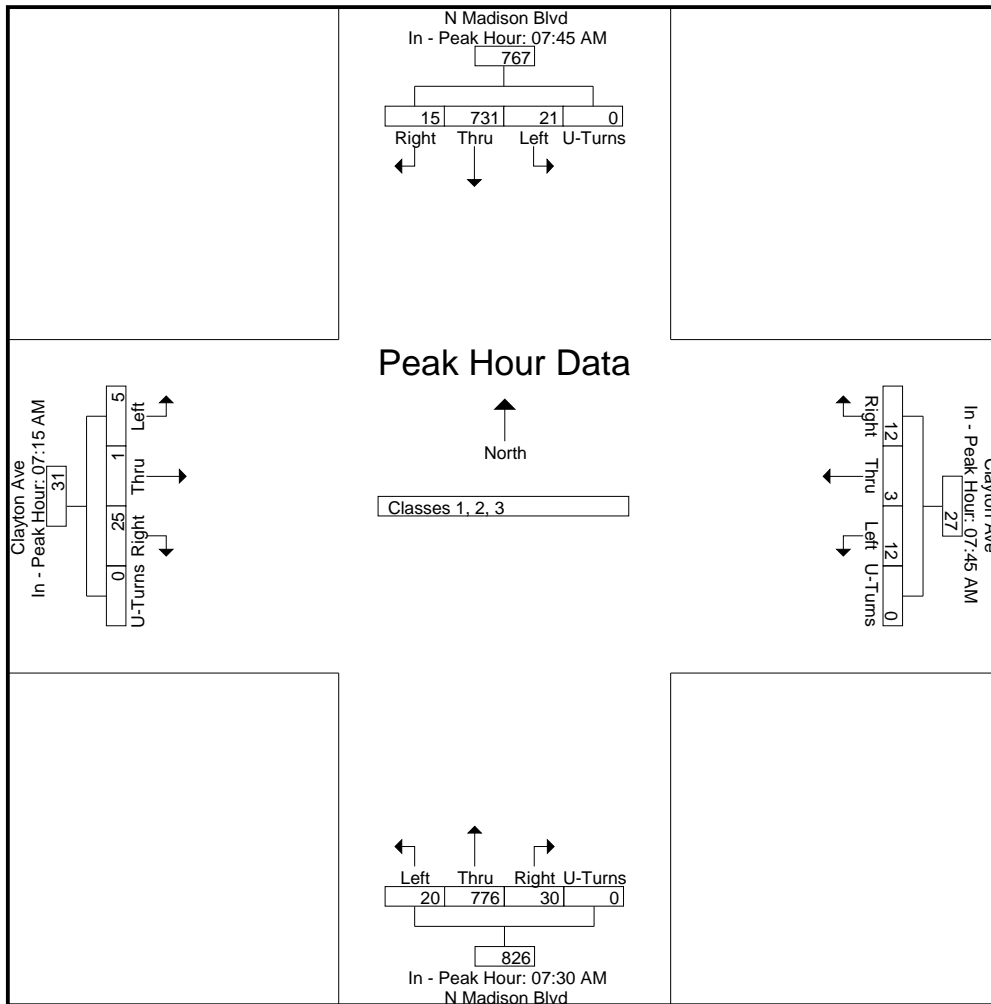 N Madison Blvd
In - Peak Hour: 07:45 AM
767
15 731 21 0
Right Thru Left U-Turns
Peak Hour Data
North
Classes 1, 2, 3
Clayton Ave
In - Peak Hour: 07:15 AM
31
5 1 25 0
Left Thru Right U-Turns
Clayton Ave
In - Peak Hour: 07:45 AM
27
12 3 12 0
Right Thru Left U-Turns
Left Thru Right U-Turns
20 776 30 0
826
In - Peak Hour: 07:30 AM
N Madison Blvd